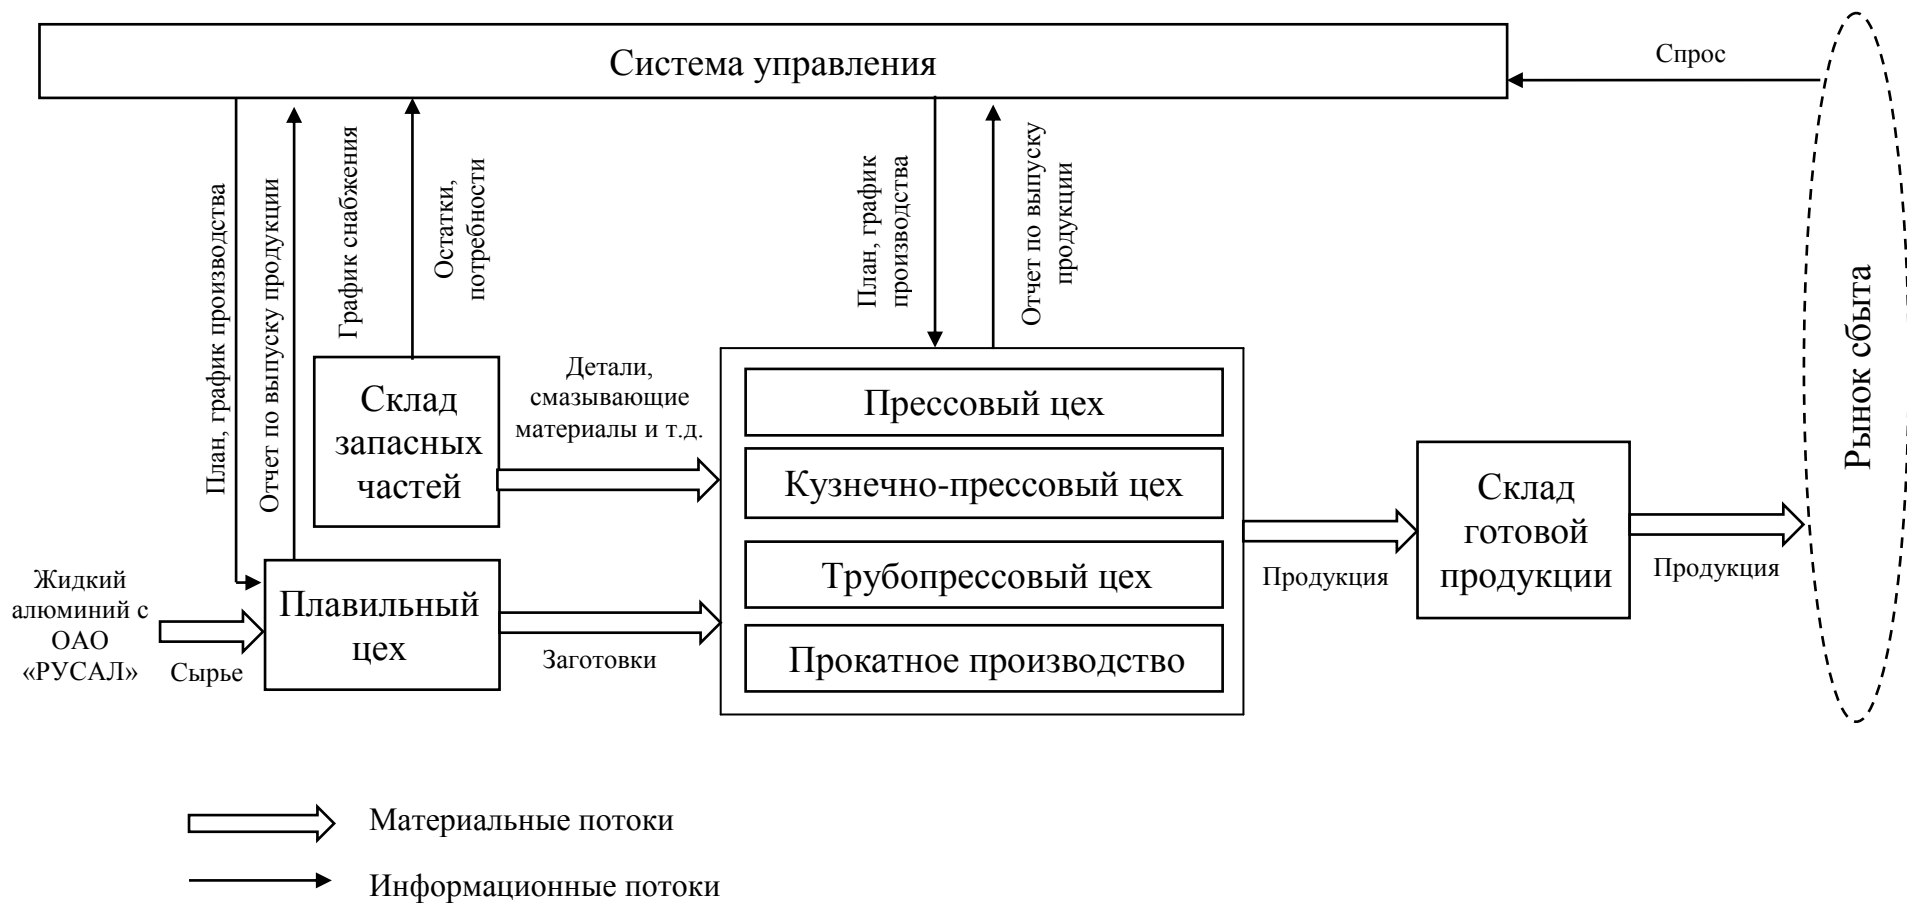 Система управления
Спрос
План, график производства
Отчет по выпуску продукции
График снабжения
Остатки,
потребности
План, график
производства
Отчет по выпуску
продукции
Рынок сбыта
Склад
запасных
частей
Детали,
смазывающие
материалы и т.д.
Прессовый цех
Кузнечно-прессовый цех
Трубопрессовый цех
Прокатное производство
Продукция
Склад
готовой
продукции
Продукция
Жидкий
алюминий с
ОАО
«РУСАЛ»
Сырье
Плавильный
цех
Заготовки
Материальные потоки
Информационные потоки